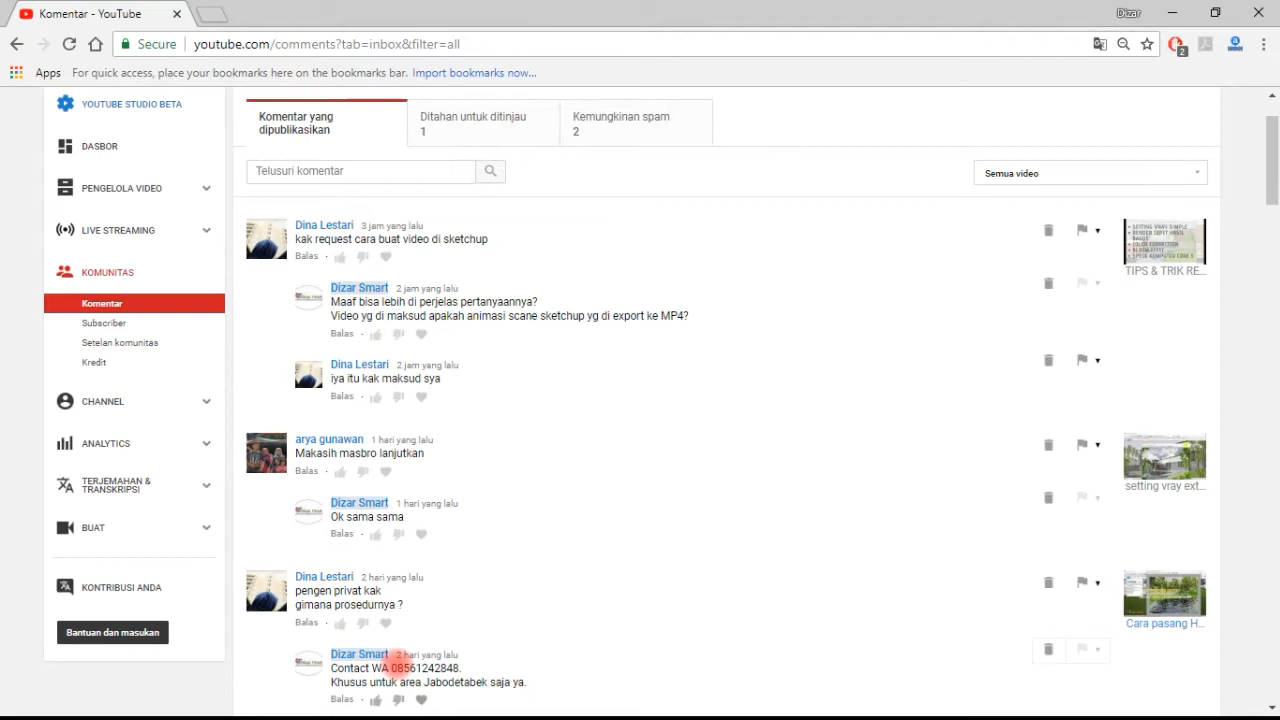 Komentar - YouTube
Dizar
Secure
youtube.com/comments?tab=inbox&filter=all
2
Apps
For quick access, place your bookmarks here on the bookmarks bar. Import bookmarks now...
YOUTUBE STUDIO BETA
DASBOR
PENGELOLA VIDEO
LIVE STREAMING
KOMUNITAS
Komentar
Subscriber
Setelan komunitas
Kredit
CHANNEL
ANALYTICS
TERJEMAHAN &
TRANSKRIPSI
BUAT
KONTRIBUSI ANDA
Bantuan dan masukan
Komentar yang
dipublikasikan
Ditahan untuk ditinjau
1
Kemungkinan spam
2
Telusuri komentar
Semua video
Dina Lestari 3 jam yang lalu
kak request cara buat video di sketchup
Balas
TIPS & TRIK RE...
Dizar Smart 2 jam yang lalu
Maaf bisa lebih di perjelas pertanyaannya?
Video yg di maksud apakah animasi scane sketchup yg di export ke MP4?
Balas
Dina Lestari 2 jam yang lalu
iya itu kak maksud sya
Balas
arya gunawan 1 hari yang lalu
Makasih masbro lanjutkan
Balas
setting vray ext...
Dizar Smart 1 hari yang lalu
Ok sama sama
Balas
Dina Lestari 2 hari yang lalu
pengen privat kak
gimana prosedurnya ?
Balas
Cara pasang H...
Dizar Smart 2 hari yang lalu
Contact WA 08561242848.
Khusus untuk area Jabodetabek saja ya.
Balas